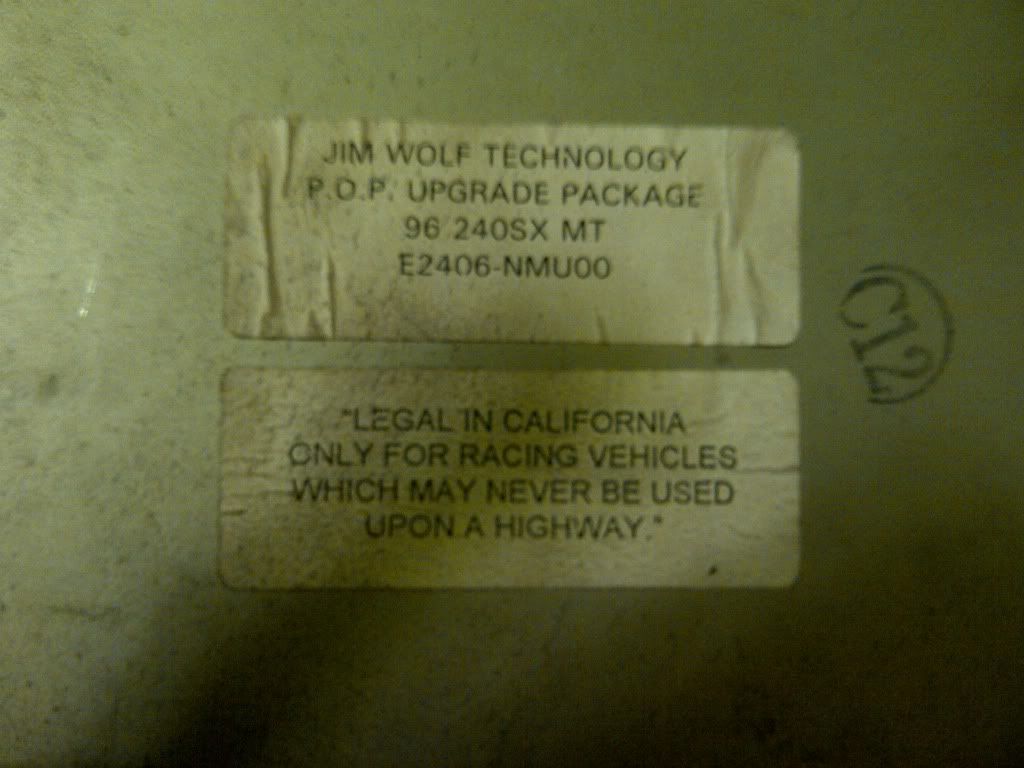 JIM WOLF TECHNOLOGY
P.O.P. UPGRADE PACKAGE
96 240SX MT
E2406-NMU00
C12
"LEGAL IN CALIFORNIA
ONLY FOR RACING VEHICLES
WHICH MAY NEVER BE USED
UPON A HIGHWAY."